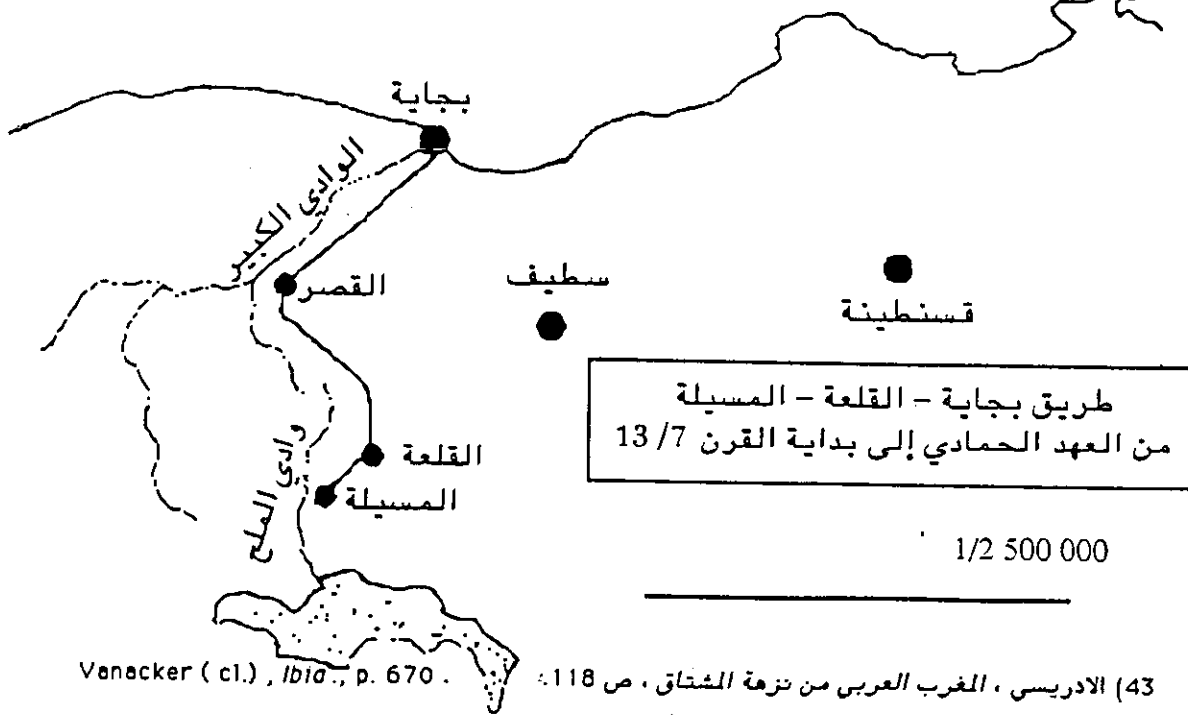 بجاية
الوادي الكبير
القصر
سطيف
قسنطينة
طريق بجاية – القلعة – المسيلة
من العهد الحمادي إلى بداية القرن 7/ 13
القلعة
المسيلة
وادي الملح
1/2 500 000
43) الادريسي ، المغرب العربي من نزهة المشتاق ، ص 118.
Vanacker ( cl.) , Ibid ., p. 670 .